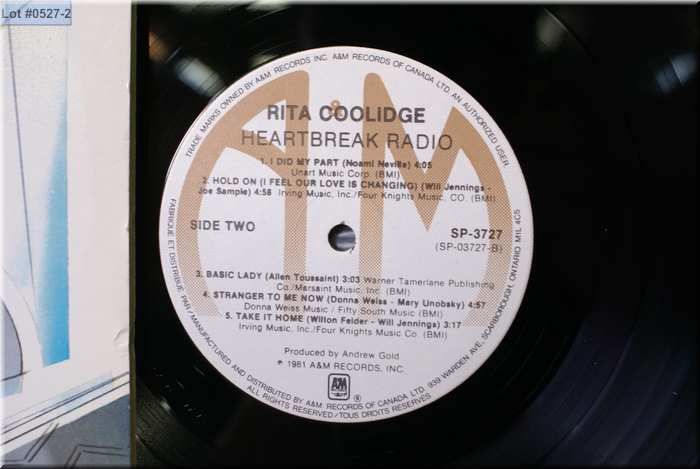 Lot #0527-2
TRADE MARKS OWNED BY A&M RECORDS INC. A&M RECORDS OF CANADA LTD. AN AUTHORIZED USER
RITA COOLIDGE
HEARTBREAK RADIO
1. I DID MY PART (Noami Neville) 4:05
Unart Music Corp. (BMI)
2. HOLD ON (I FEEL OUR LOVE IS CHANGING) (Will Jennings -
Joe Sample) 4:58 Irving Music, Inc./Four Knights Music, CO. (BMI)
SIDE TWO
SP-3727
(SP-03727-B)
3. BASIC LADY (Allen Toussaint) 3:03 Warner Tamerlane Publishing
Co./Marsaint Music, Inc. (BMI)
4. STRANGER TO ME NOW (Donna Weiss - Mary Unobsky) 4:57
Donna Weiss Music / Fifty South Music (BMI)
5. TAKE IT HOME (Wilton Felder - Will Jennings) 3:17
Irving Music, Inc./Four Knights Music Co. (BMI)
Produced by Andrew Gold
℗ 1981 A&M RECORDS, INC.
A&M ®
FABRIQUE ET DISTRIBUE PAR / MANUFACTURED AND DISTRIBUTED BY A&M RECORDS OF CANADA LTD. 939 WARDEN AVE, SCARBOROUGH, ONTARIO M1L 4C5
ALL RIGHTS RESERVED / TOUS DROITS RESERVES